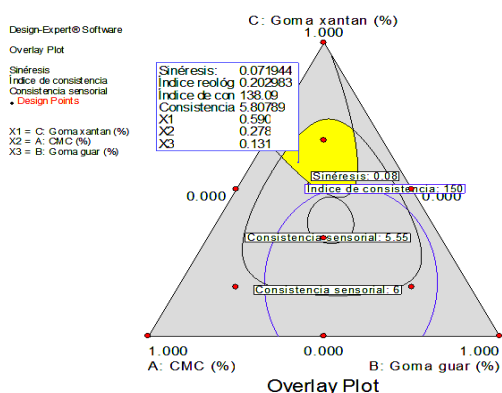 Design-Expert® Software
Overlay Plot
Sinéresis
Índice de consistencia
Consistencia sensorial
Design Points
X1 = C: Goma xantan (%)
X2 = A: CMC (%)
X3 = B: Goma guar (%)
C: Goma xantan (%)
1.000
Sinéresis: 0.071944
Índice reológ 0.202983
Índice de con 138.09
Consistencia 5.80789
X1 0.590
X2 0.278
X3 0.131
Sinéresis: 0.08
Indice de consistencia: 150
0.000
0.000
Consistencia sensorial: 5.55
Consistencia sensorial: 6
1.000
0.000
1.000
A: CMC (%)
B: Goma guar (%)
Overlay Plot